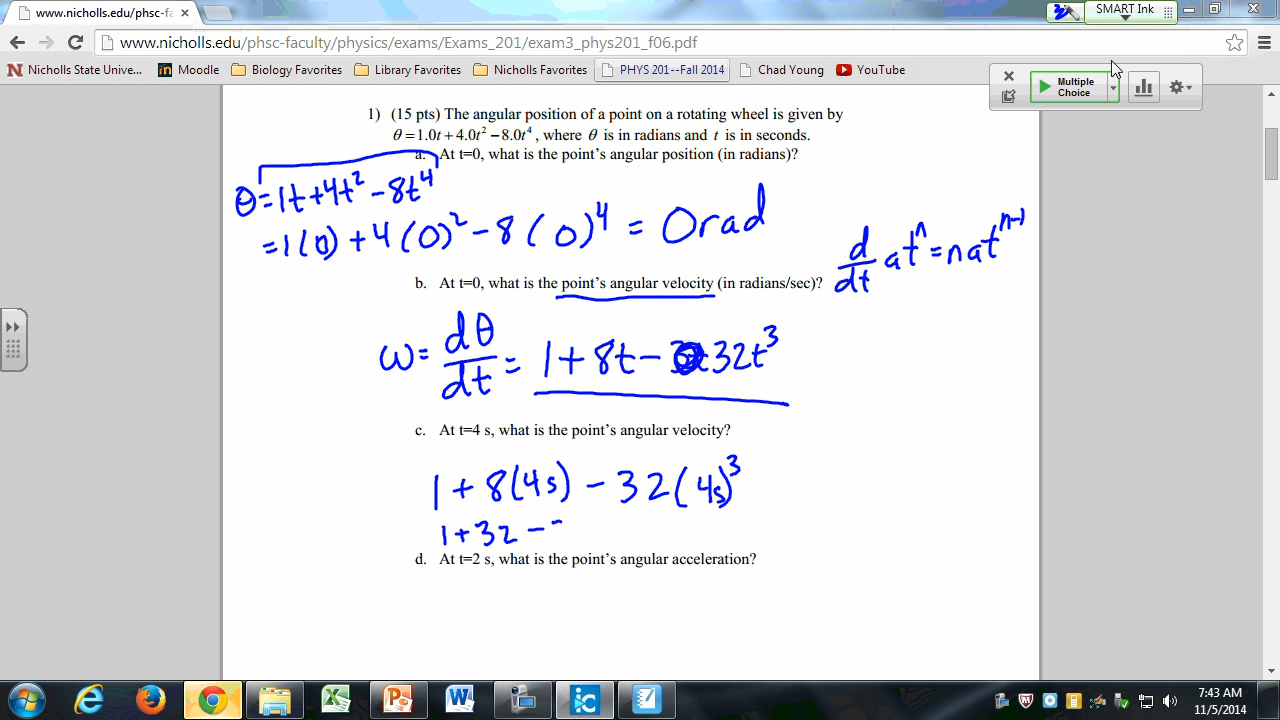 www.nicholls.edu/phsc-fa
SMART Ink
www.nicholls.edu/phsc-faculty/physics/exams/Exams_201/exam3_phys201_f06.pdf
Nicholls State Unive... Moodle Biology Favorites Library Favorites Nicholls Favorites PHYS 201--Fall 2014 Chad Young YouTube
Multiple
Choice
1) (15 pts) The angular position of a point on a rotating wheel is given by
θ = 1.0t + 4.0t² − 8.0t⁴, where θ is in radians and t is in seconds.
a. At t=0, what is the point's angular position (in radians)?
θ = 1t + 4t² − 8t⁴
= 1(0) + 4(0)² − 8(0)⁴ = 0 rad
d/dt atⁿ = natⁿ⁻¹
b. At t=0, what is the point's angular velocity (in radians/sec)?
ω = dθ/dt = 1 + 8t − 32t³
c. At t=4 s, what is the point's angular velocity?
1 + 8(4s) − 32(4s)³
1 + 32 −
d. At t=2 s, what is the point's angular acceleration?
7:43 AM
11/5/2014